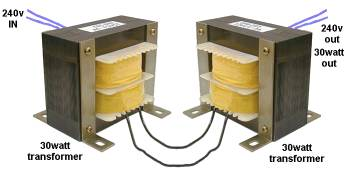 240v
IN
240v
out
30watt
out
30watt
transformer
30watt
transformer